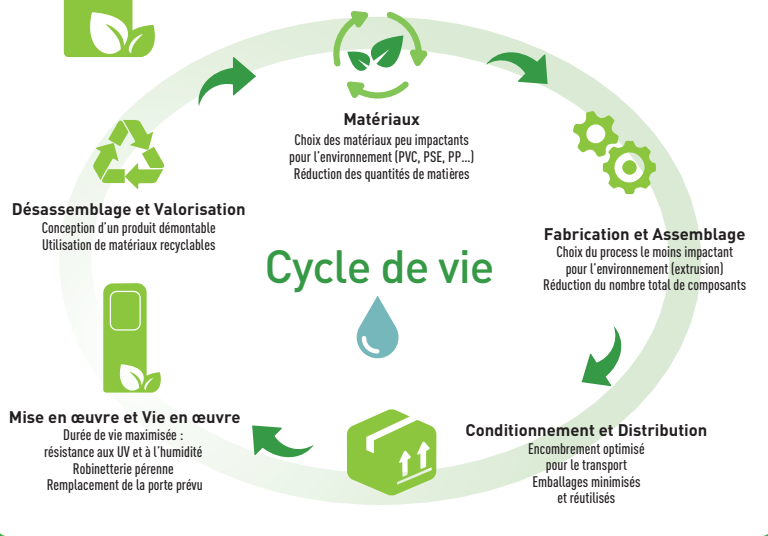 Matériaux
Choix des matériaux peu impactants
pour l'environnement (PVC, PSE, PP...)
Réduction des quantités de matières
Désassemblage et Valorisation
Conception d'un produit démontable
Utilisation de matériaux recyclables
Fabrication et Assemblage
Choix du process le moins impactant
pour l'environnement (extrusion)
Réduction du nombre total de composants
Cycle de vie
Mise en œuvre et Vie en œuvre
Durée de vie maximisée :
résistance aux UV et à l'humidité
Robinetterie pérenne
Remplacement de la porte prévu
Conditionnement et Distribution
Encombrement optimisé
pour le transport
Emballages minimisés
et réutilisés